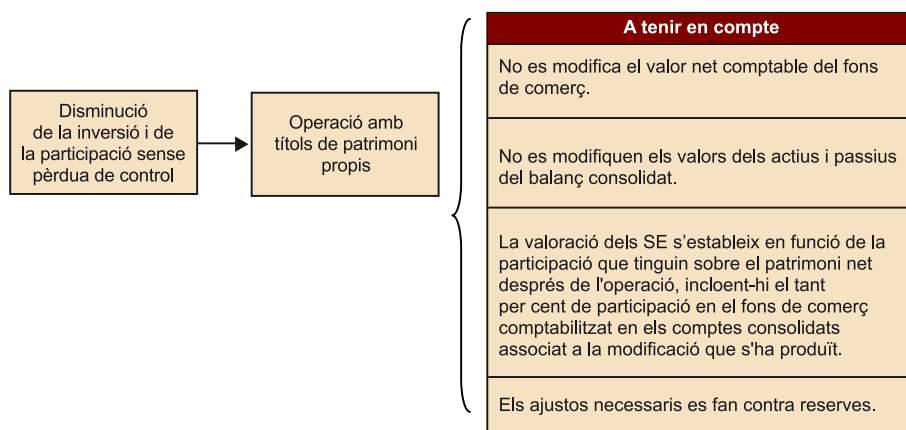 Disminució
de la inversió i de
la participació sense
pèrdua de control
Operació amb
títols de patrimoni
propis
A tenir en compte
No es modifica el valor net comptable del fons
de comerç.
No es modifiquen els valors dels actius i passius
del balanç consolidat.
La valoració dels SE s’estableix en funció de la
participació que tinguin sobre el patrimoni net
després de l'operació, incloent-hi el tant
per cent de participació en el fons de comerç
comptabilitzat en els comptes consolidats
associat a la modificació que s'ha produït.
Els ajustos necessaris es fan contra reserves.